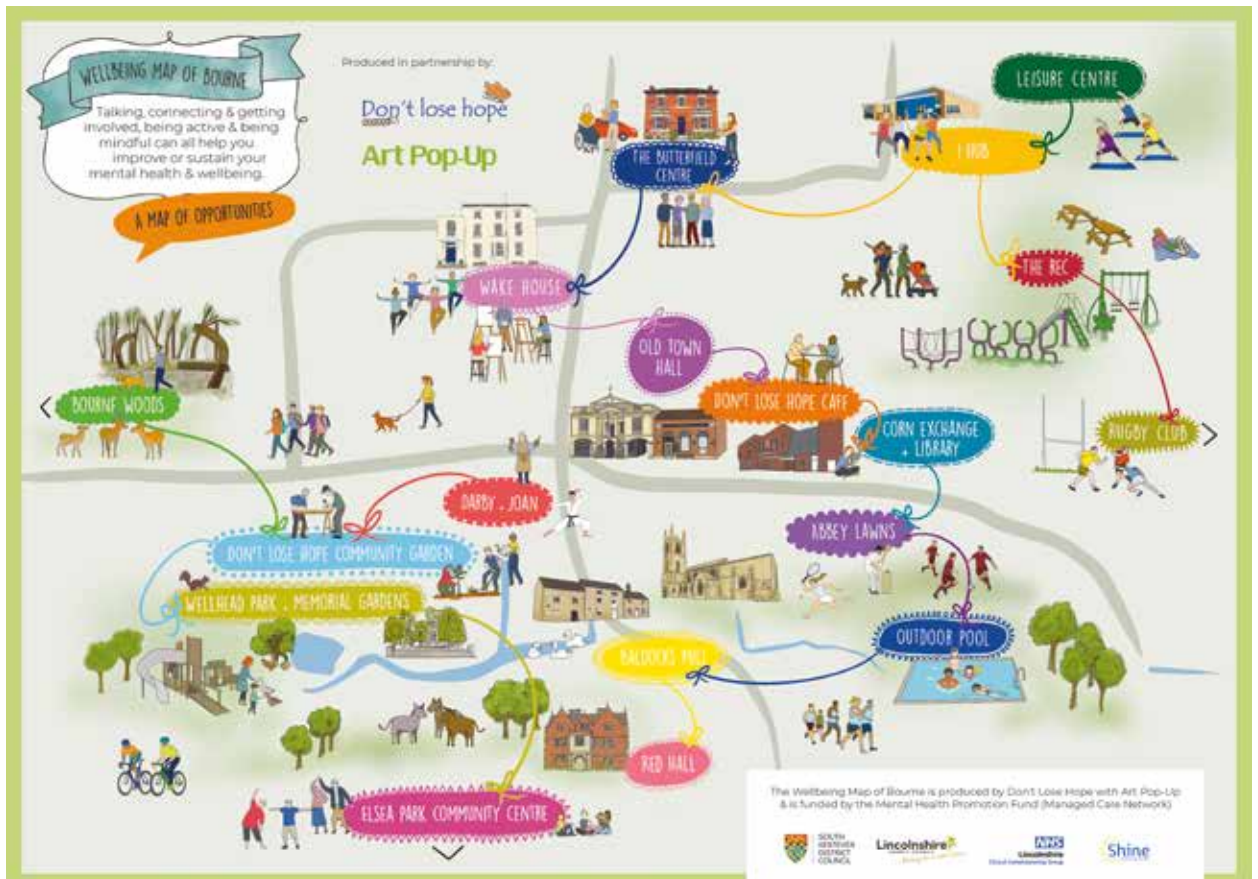 WELLBEING MAP OF BOURNE
Talking, connecting & getting
involved, being active & being
mindful can all help you
improve or sustain your
mental health & wellbeing.
A MAP OF OPPORTUNITIES
Produced in partnership by:
Don't lose hope
Art Pop-Up
LEISURE CENTRE
THE BUTTERFIELD
CENTRE
HUB
THE REC
WAKE HOUSE
OLD TOWN
HALL
DON'T LOSE HOPE CAFE
BOURNE WOODS
CORN EXCHANGE
+ LIBRARY
RUGBY CLUB
DARBY & JOAN
ABBEY LAWNS
DON'T LOSE HOPE COMMUNITY GARDEN
WELLHEAD PARK & MEMORIAL GARDENS
OUTDOOR POOL
BALDOCKS MILL
RED HALL
ELSEA PARK COMMUNITY CENTRE
The Wellbeing Map of Bourne is produced by Don't Lose Hope with Art Pop-Up
& is funded by the Mental Health Promotion Fund (Managed Care Network)
SOUTH
KESTEVEN
DISTRICT
COUNCIL
Lincolnshire
NHS
Lincolnshire
Shine